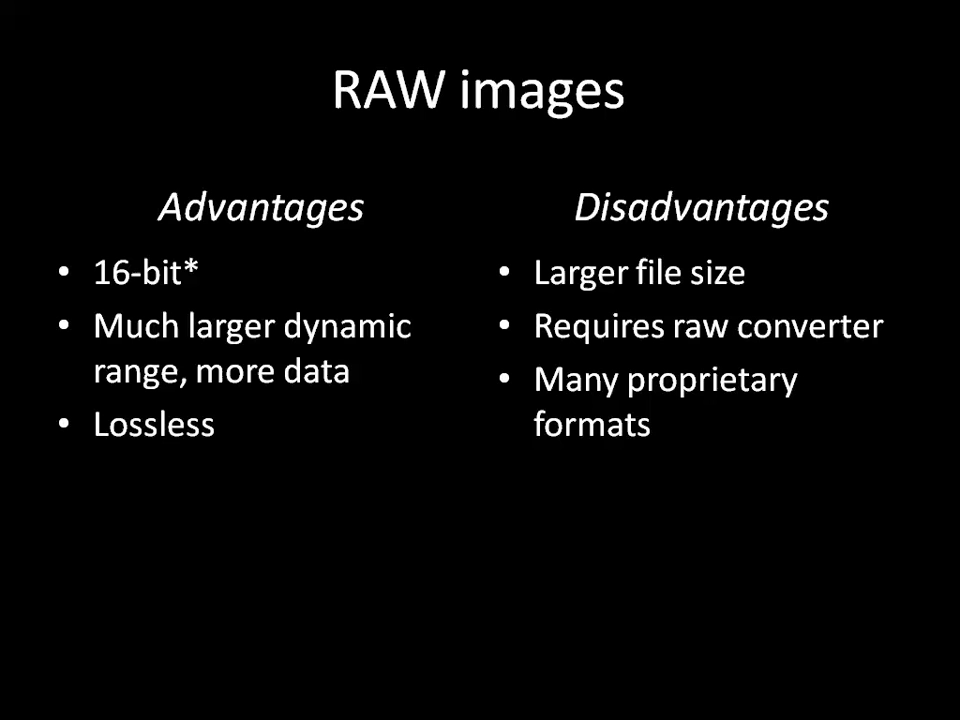 RAW images
Advantages
• 16-bit*
• Much larger dynamic
range, more data
• Lossless
Disadvantages
• Larger file size
• Requires raw converter
• Many proprietary
formats